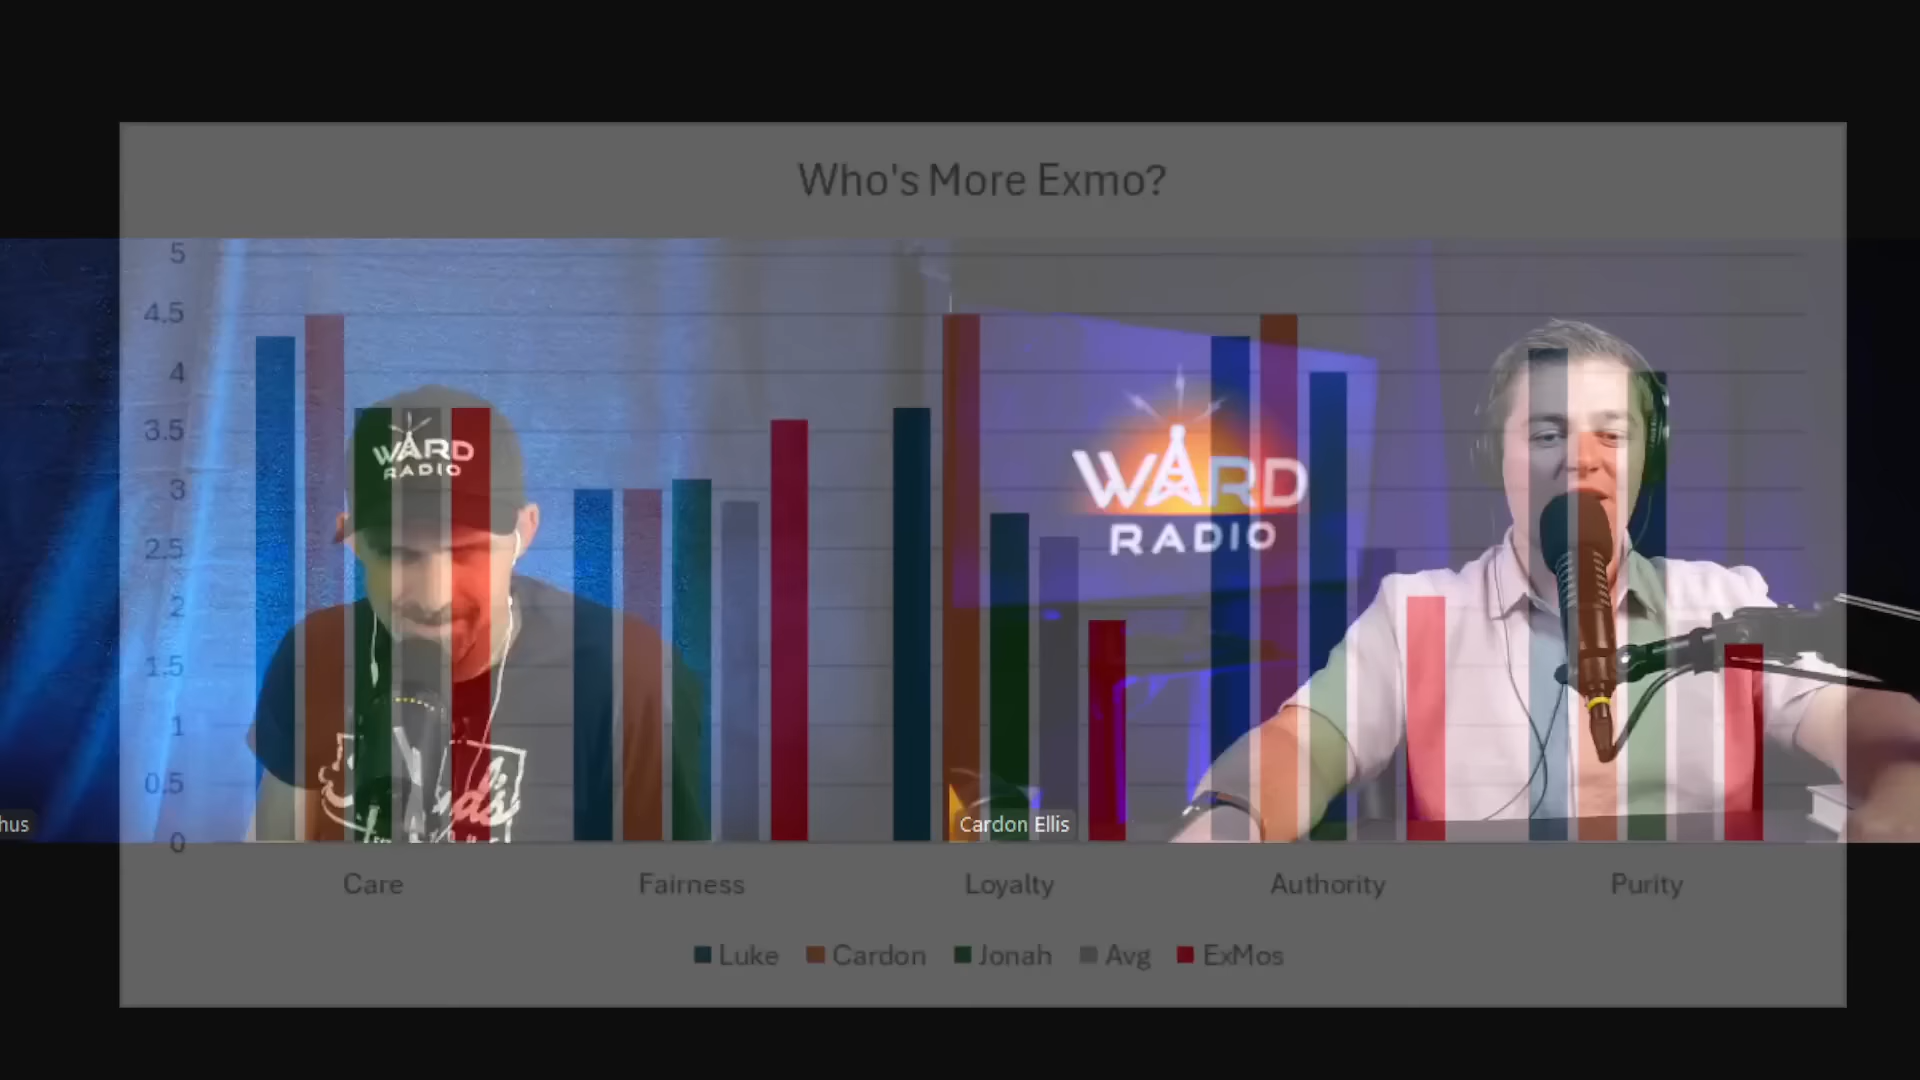 Who's More Exmo?
5
4.5
4
3.5
3
2.5
2
1.5
1
0.5
0
WARD
RADIO
WARD
RADIO
hus
Cardon Ellis
Care Fairness Loyalty Authority Purity
Luke Cardon Jonah Avg ExMos